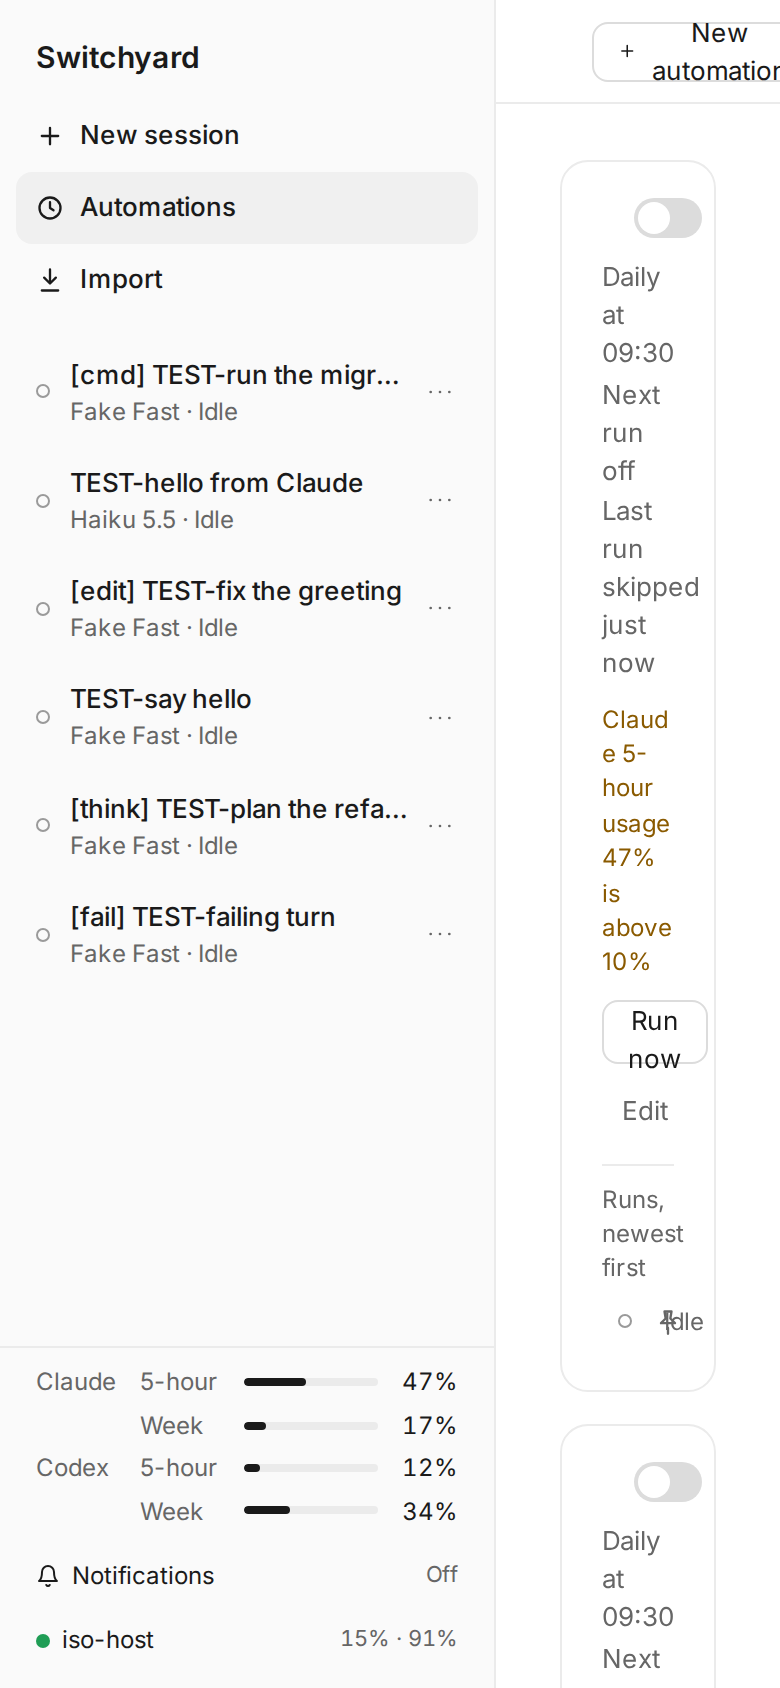 Switchyard
New session
Automations
Import
[cmd] TEST-run the migr...
Fake Fast · Idle
TEST-hello from Claude
Haiku 5.5 · Idle
[edit] TEST-fix the greeting
Fake Fast · Idle
TEST-say hello
Fake Fast · Idle
[think] TEST-plan the refa...
Fake Fast · Idle
[fail] TEST-failing turn
Fake Fast · Idle
Claude 5-hour 47%
Week 17%
Codex 5-hour 12%
Week 34%
Notifications Off
iso-host 15% · 91%
New
automation
Daily
at
09:30
Next
run
off
Last
run
skipped
just
now
Claud
e 5-
hour
usage
47%
is
above
10%
Run
now
Edit
Runs,
newest
first
Idle
Daily
at
09:30
Next